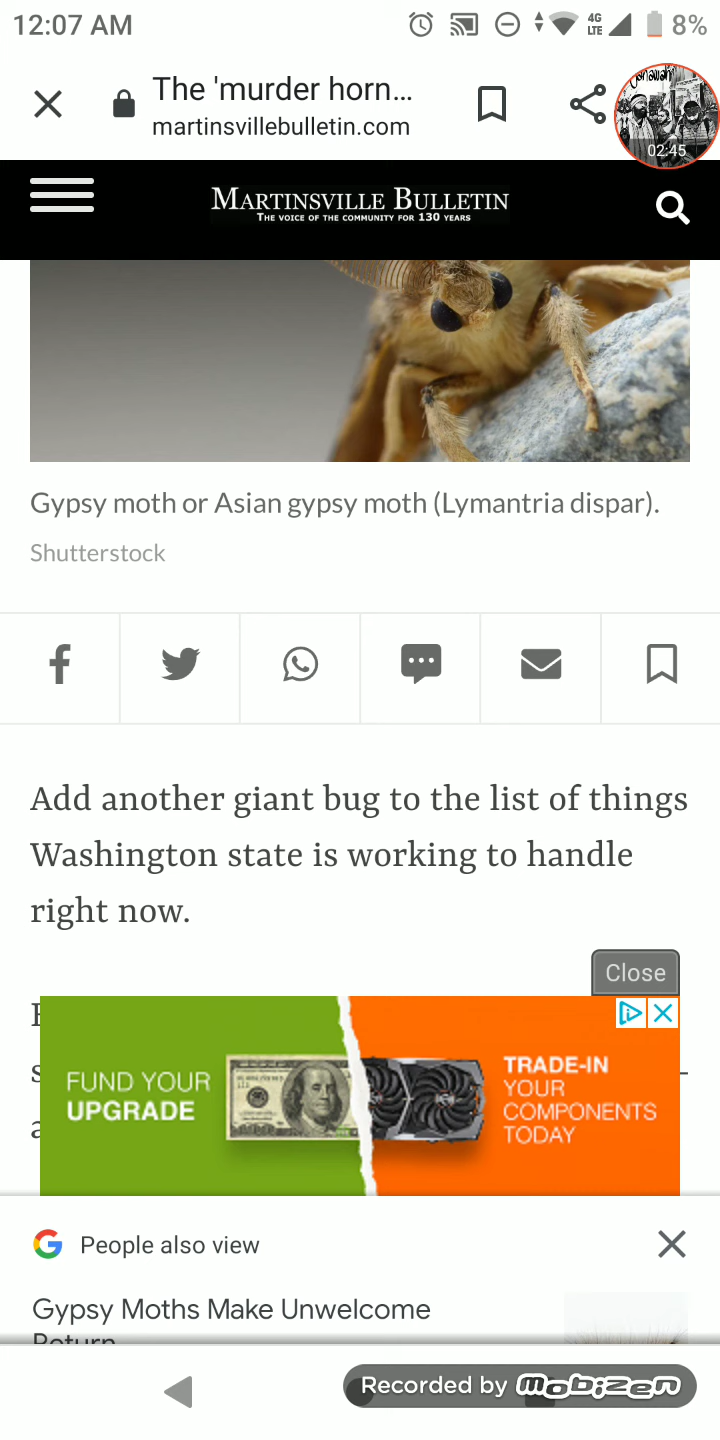 12:07 AM
4G
LTE
8%
The 'murder horn...
martinsvillebulletin.com
02:45
MARTINSVILLE BULLETIN
THE VOICE OF THE COMMUNITY FOR 130 YEARS
Gypsy moth or Asian gypsy moth (Lymantria dispar).
Shutterstock
Add another giant bug to the list of things
Washington state is working to handle
right now.
Close
FUND YOUR
UPGRADE
TRADE-IN
YOUR
COMPONENTS
TODAY
G People also view
Gypsy Moths Make Unwelcome
Return
Recorded by mobizen